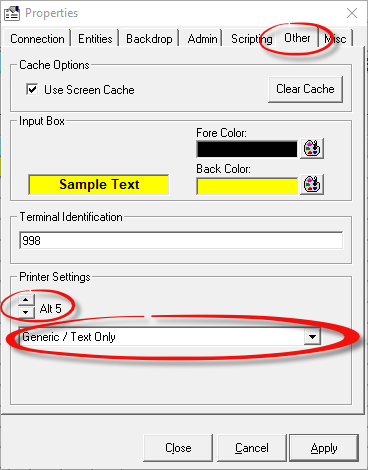 Properties
Connection Entities Backdrop Admin Scripting Other Misc
Cache Options
Use Screen Cache
Clear Cache
Input Box
Fore Color:
Back Color:
Sample Text
Terminal Identification
998
Printer Settings
Alt 5
Generic / Text Only
Close Cancel Apply